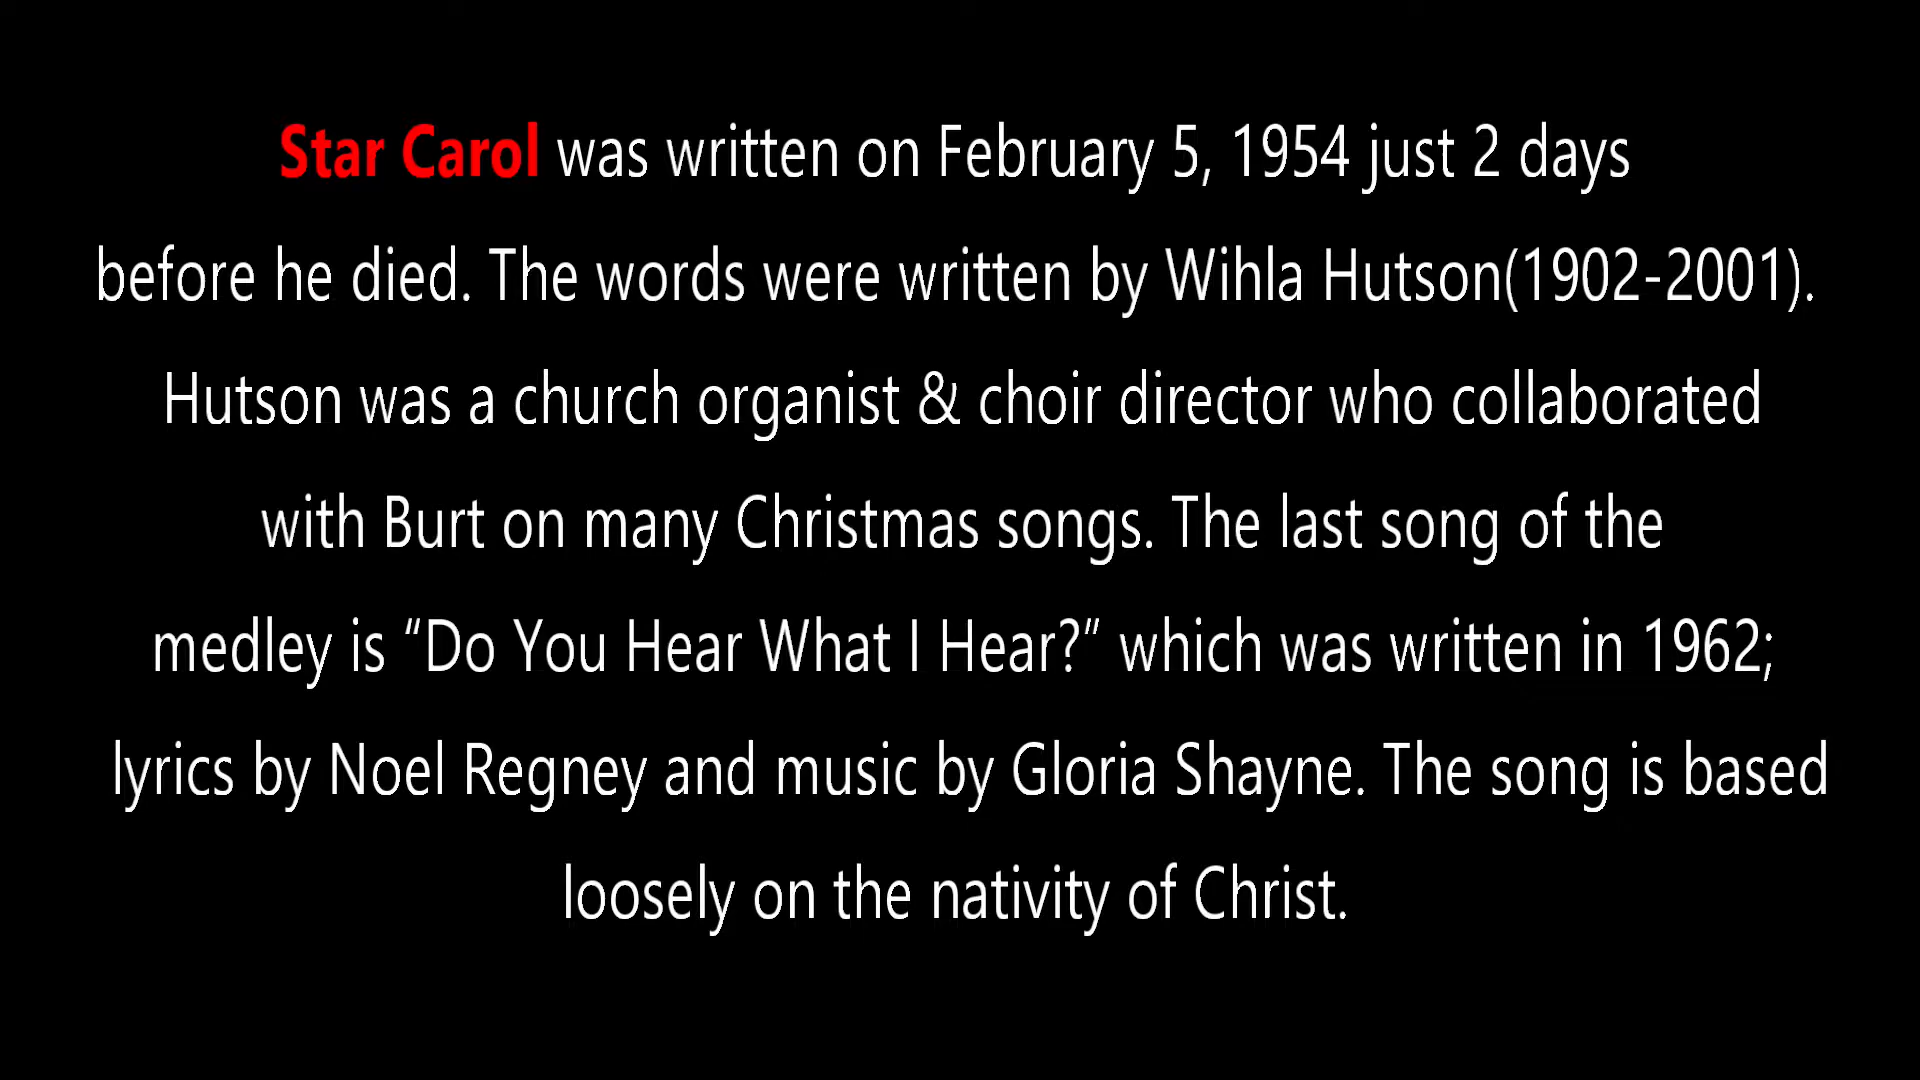 Star Carol was written on February 5, 1954 just 2 days
before he died. The words were written by Wihla Hutson(1902-2001).
Hutson was a church organist & choir director who collaborated
with Burt on many Christmas songs. The last song of the
medley is “Do You Hear What I Hear?” which was written in 1962;
lyrics by Noel Regney and music by Gloria Shayne. The song is based
loosely on the nativity of Christ.